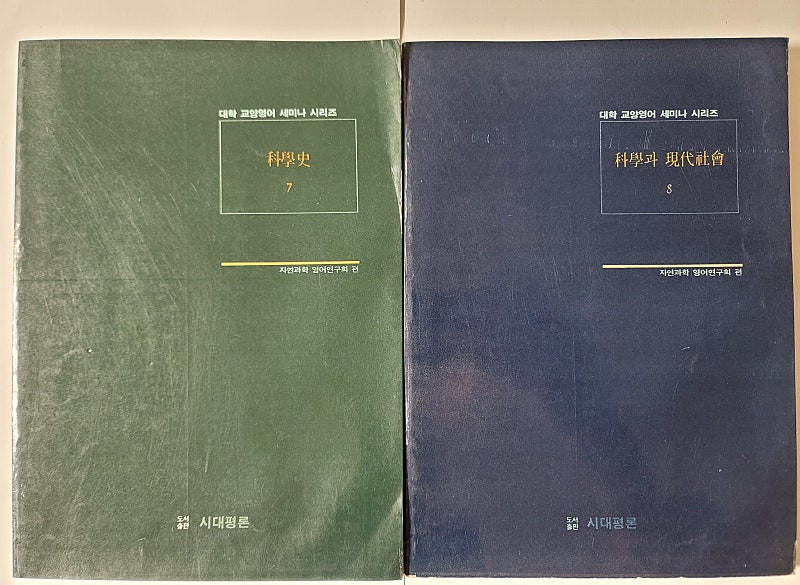 대학 교양영어 세미나 시리즈
科學史
7
자연과학 영어연구회 편
도서
출판 시대평론
대학 교양영어 세미나 시리즈
科學과 現代社會
8
자연과학 영어연구회 편
도서
출판 시대평론